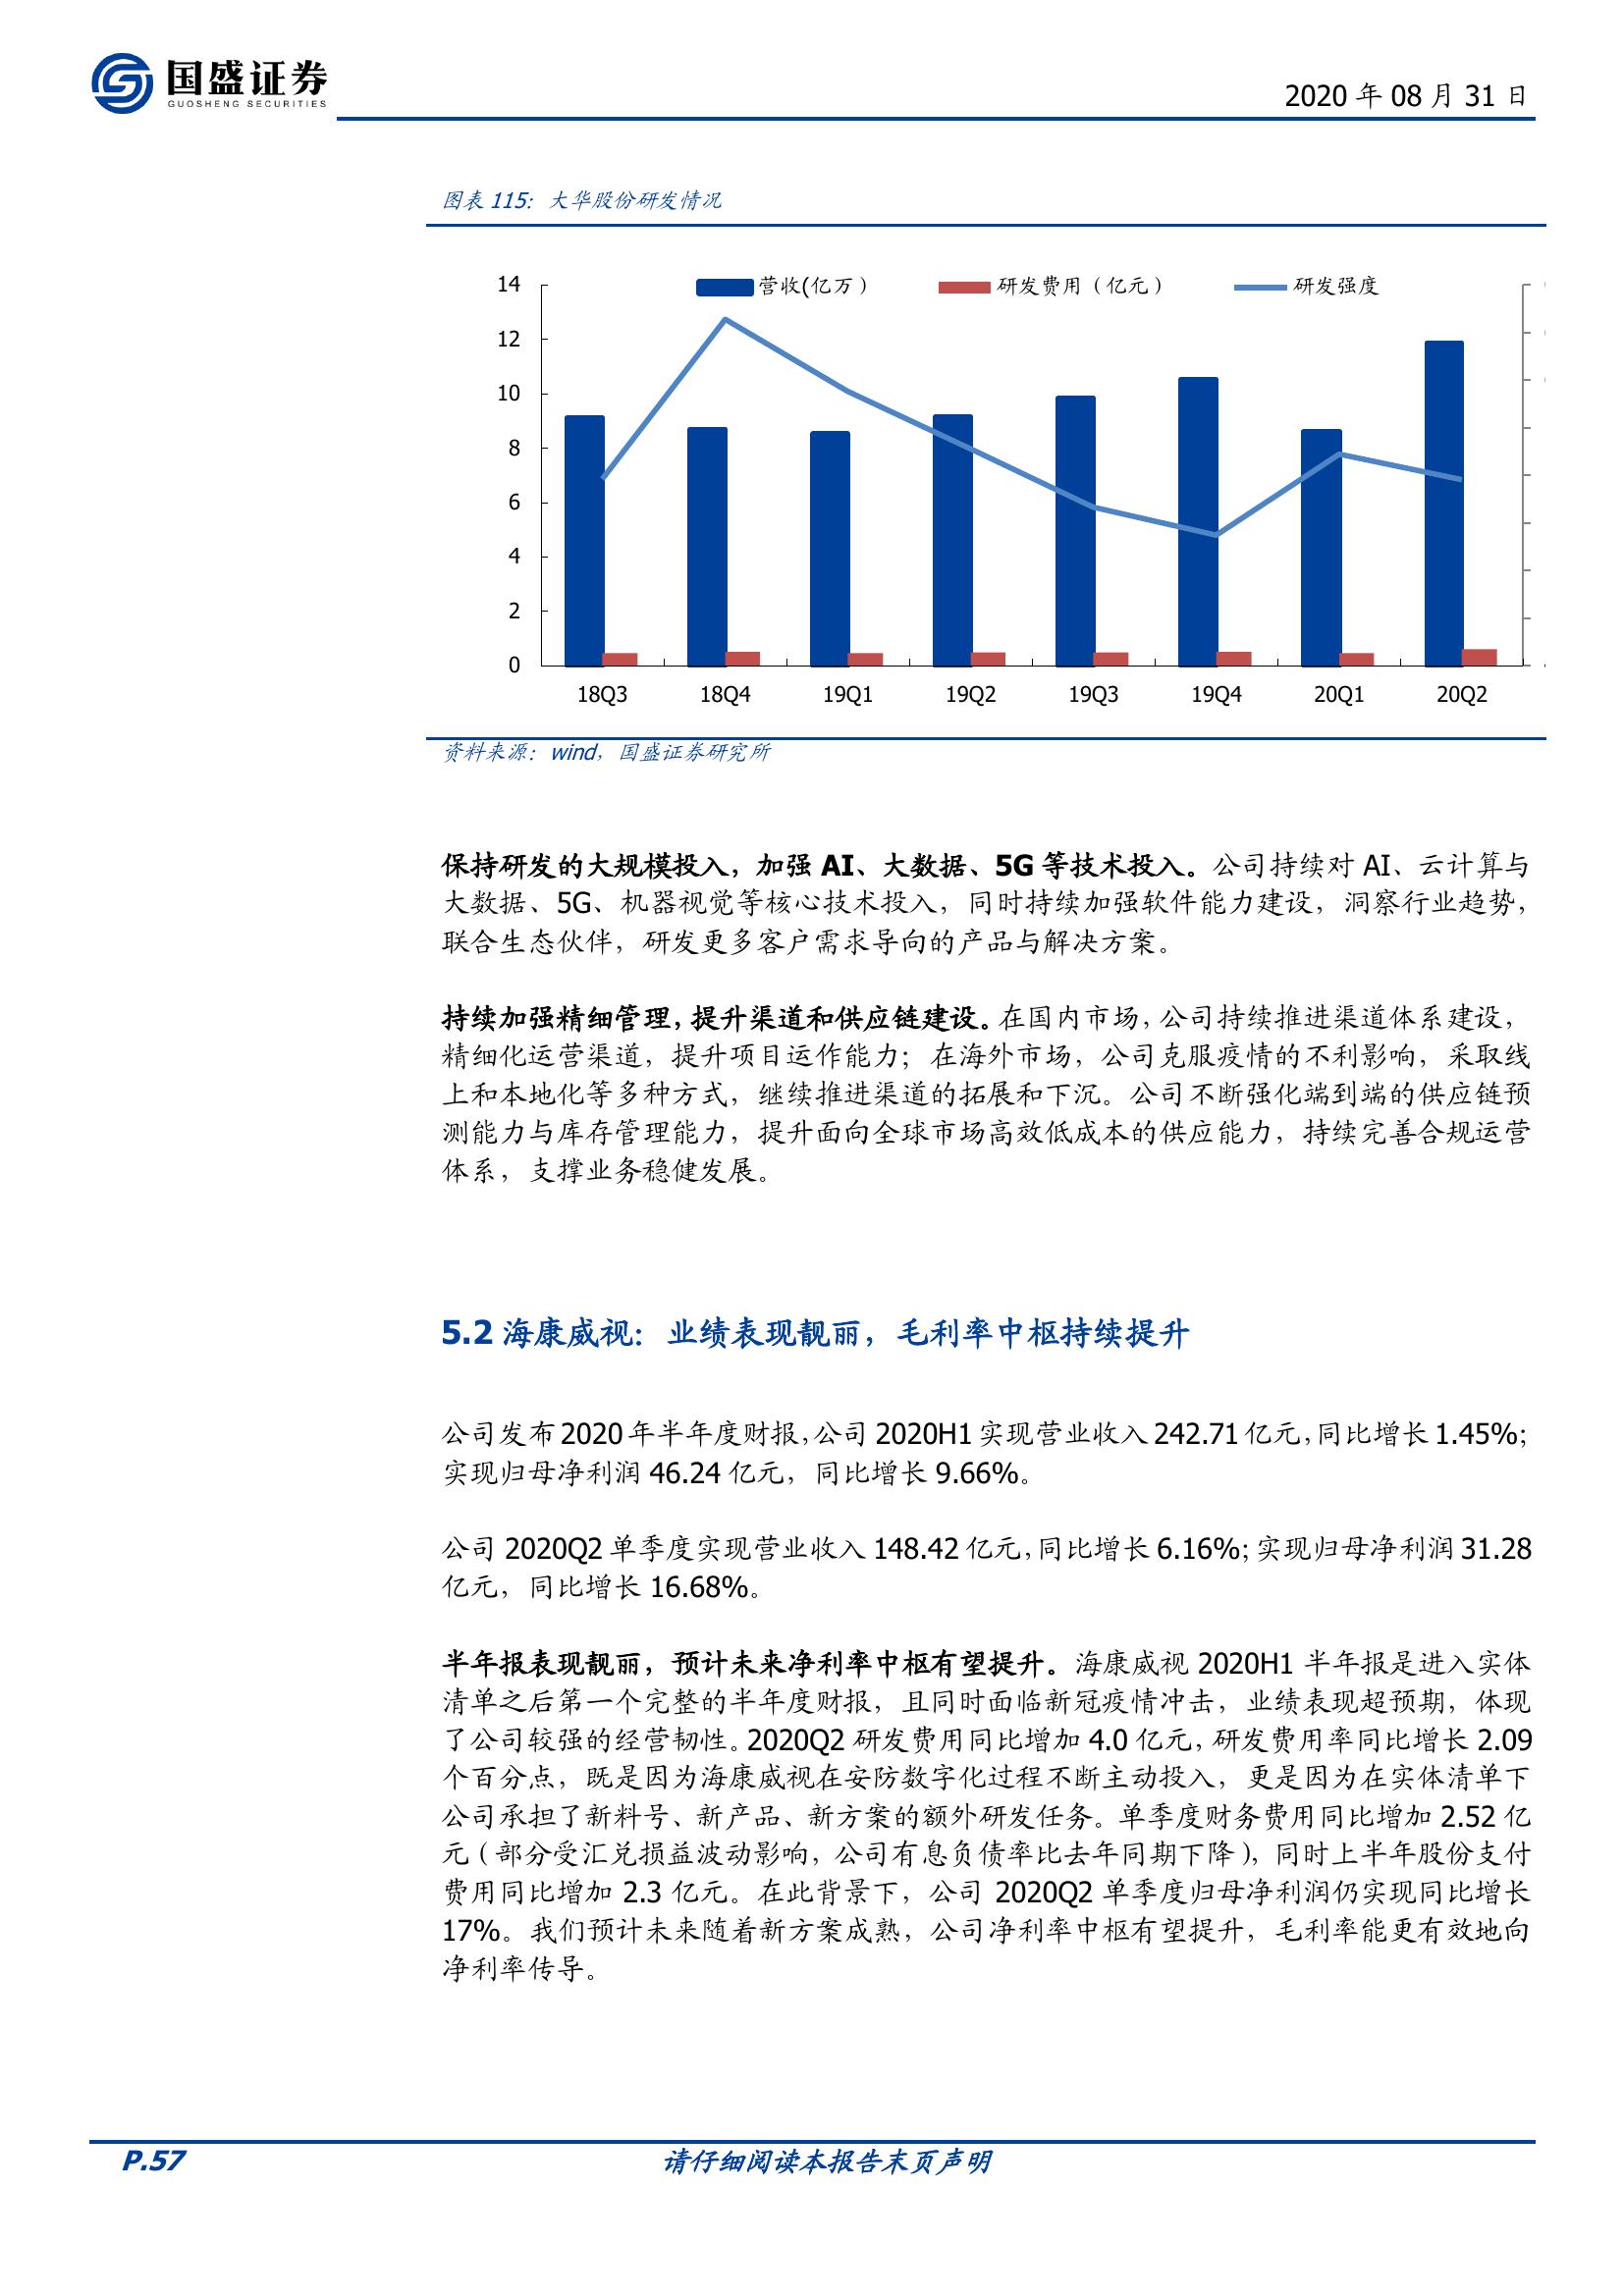 国盛证券
GUOSHENG SECURITIES
2020 年 08 月 31 日
图表 115：大华股份研发情况
营收(亿万）
研发费用（亿元）
研发强度
14
12
10
8
6
4
2
0
18Q3 18Q4 19Q1 19Q2 19Q3 19Q4 20Q1 20Q2
资料来源：wind，国盛证券研究所
保持研发的大规模投入，加强 AI、大数据、5G 等技术投入。公司持续对 AI、云计算与
大数据、5G、机器视觉等核心技术投入，同时持续加强软件能力建设，洞察行业趋势，
联合生态伙伴，研发更多客户需求导向的产品与解决方案。
持续加强精细管理，提升渠道和供应链建设。在国内市场，公司持续推进渠道体系建设，
精细化运营渠道，提升项目运作能力；在海外市场，公司克服疫情的不利影响，采取线
上和本地化等多种方式，继续推进渠道的拓展和下沉。公司不断强化端到端的供应链预
测能力与库存管理能力，提升面向全球市场高效低成本的供应能力，持续完善合规运营
体系，支撑业务稳健发展。
5.2 海康威视：业绩表现靓丽，毛利率中枢持续提升
公司发布 2020 年半年度财报，公司 2020H1 实现营业收入 242.71 亿元，同比增长 1.45%；
实现归母净利润 46.24 亿元，同比增长 9.66%。
公司 2020Q2 单季度实现营业收入 148.42 亿元，同比增长 6.16%；实现归母净利润 31.28
亿元，同比增长 16.68%。
半年报表现靓丽，预计未来净利率中枢有望提升。海康威视 2020H1 半年报是进入实体
清单之后第一个完整的半年度财报，且同时面临新冠疫情冲击，业绩表现超预期，体现
了公司较强的经营韧性。2020Q2 研发费用同比增加 4.0 亿元，研发费用率同比增长 2.09
个百分点，既是因为海康威视在安防数字化过程不断主动投入，更是因为在实体清单下
公司承担了新料号、新产品、新方案的额外研发任务。单季度财务费用同比增加 2.52 亿
元（部分受汇兑损益波动影响，公司有息负债率比去年同期下降），同时上半年股份支付
费用同比增加 2.3 亿元。在此背景下，公司 2020Q2 单季度归母净利润仍实现同比增长
17%。我们预计未来随着新方案成熟，公司净利率中枢有望提升，毛利率能更有效地向
净利率传导。
P.57
请仔细阅读本报告末页声明